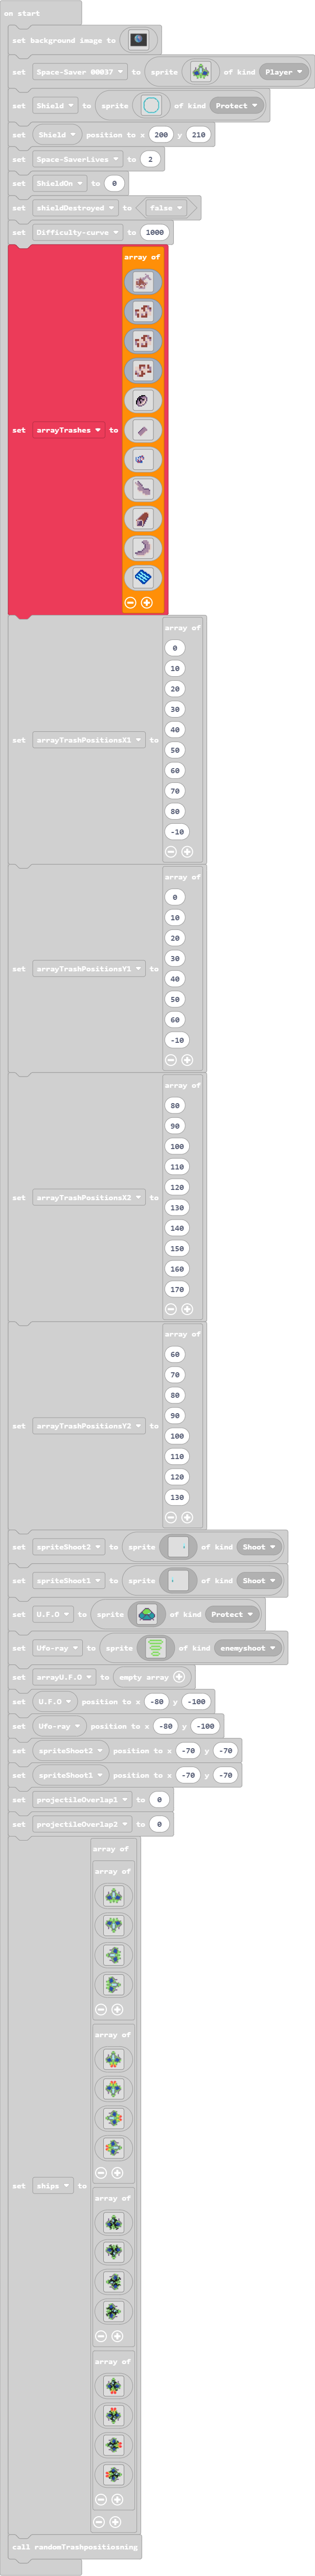 on start
set background image to
set Space-Saver 00037 to sprite of kind Player
set Shield to sprite of kind Protect
set Shield position to x 200 y 210
set Space-SaverLives to 2
set ShieldOn to 0
set shieldDestroyed to false
set Difficulty-curve to 1000
array of
set arrayTrashes to
array of
0
10
20
30
set arrayTrashPositionsX1 to
40
50
60
70
80
-10
array of
0
10
20
30
set arrayTrashPositionsY1 to
40
50
60
-10
array of
80
90
100
110
set arrayTrashPositionsX2 to
120
130
140
150
160
170
array of
60
70
80
90
set arrayTrashPositionsY2 to
100
110
120
130
set spriteShoot2 to sprite of kind Shoot
set spriteShoot1 to sprite of kind Shoot
set U.F.O to sprite of kind Protect
set Ufo-ray to sprite of kind enemyshoot
set arrayU.F.O to empty array
set U.F.O position to x -80 y -100
set Ufo-ray position to x -80 y -100
set spriteShoot2 position to x -70 y -70
set spriteShoot1 position to x -70 y -70
set projectileOverlap1 to 0
set projectileOverlap2 to 0
array of
array of
array of
set ships to
array of
array of
call randomTrashpositiosning